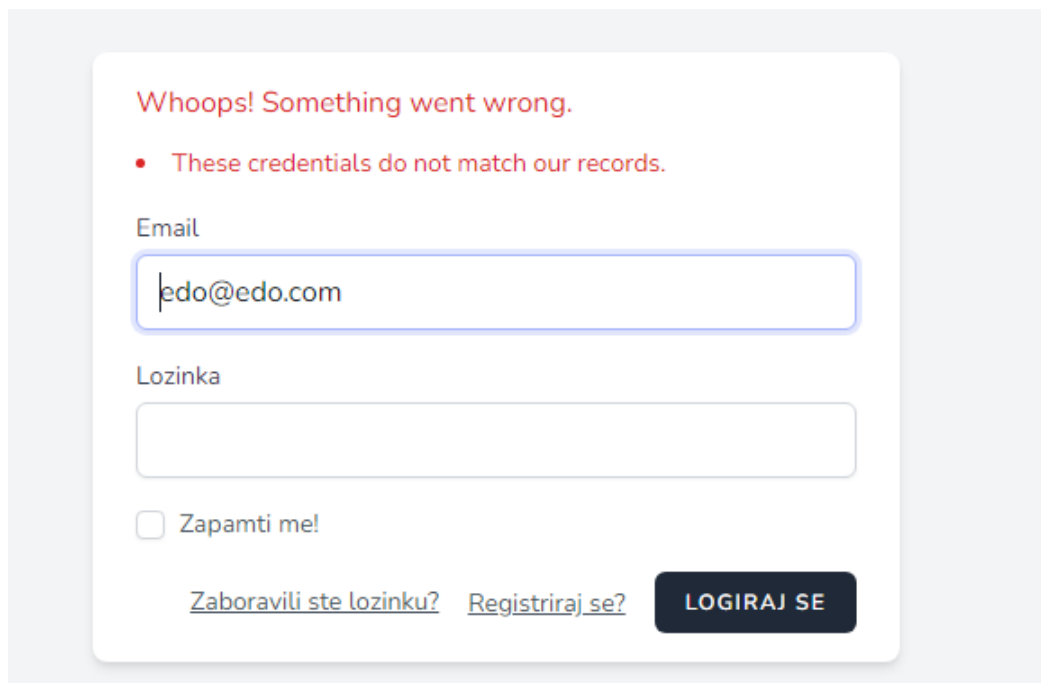 Whoops! Something went wrong.
These credentials do not match our records.
Email
edo@edo.com
Lozinka
Zapamti me!
Zaboravili ste lozinku? Registriraj se? LOGIRAJ SE